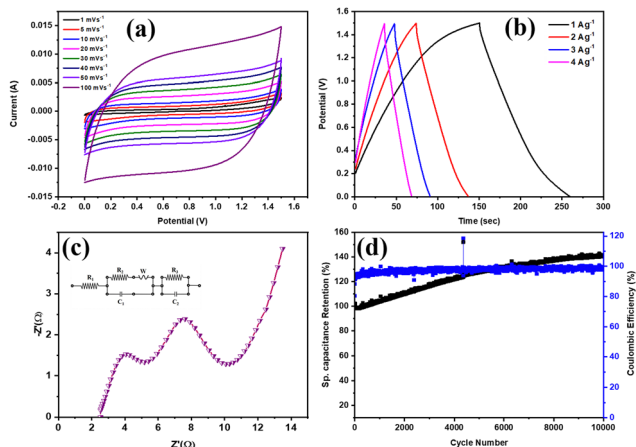 (a)
1 mVs-1
5 mVs-1
10 mVs-1
20 mVs-1
30 mVs-1
40 mVs-1
60 mVs-1
100 mVs-1
0.015
0.010
0.005
0.000
-0.005
-0.010
-0.015
Current (A)
-0.2 0.0 0.2 0.4 0.6 0.8 1.0 1.2 1.4 1.6
Potential (V)
(b)
1 Ag-1
2 Ag-1
3 Ag-1
4 Ag-1
1.6
1.4
1.2
1.0
0.8
0.6
0.4
0.2
0.0
Potential (V)
0 50 100 150 200 250 300
Time (sec)
(c)
R1
R2
W
C1
C2
4
3
2
1
0
-Z'(Ω)
0 2 4 6 8 10 12 14
Z'(Ω)
(d)
160
140
120
100
80
60
40
20
Sp. capacitance Retention (%)
120
100
80
60
40
20
0
Coulombic Efficiency (%)
0 2000 4000 6000 8000 10000
Cycle Number